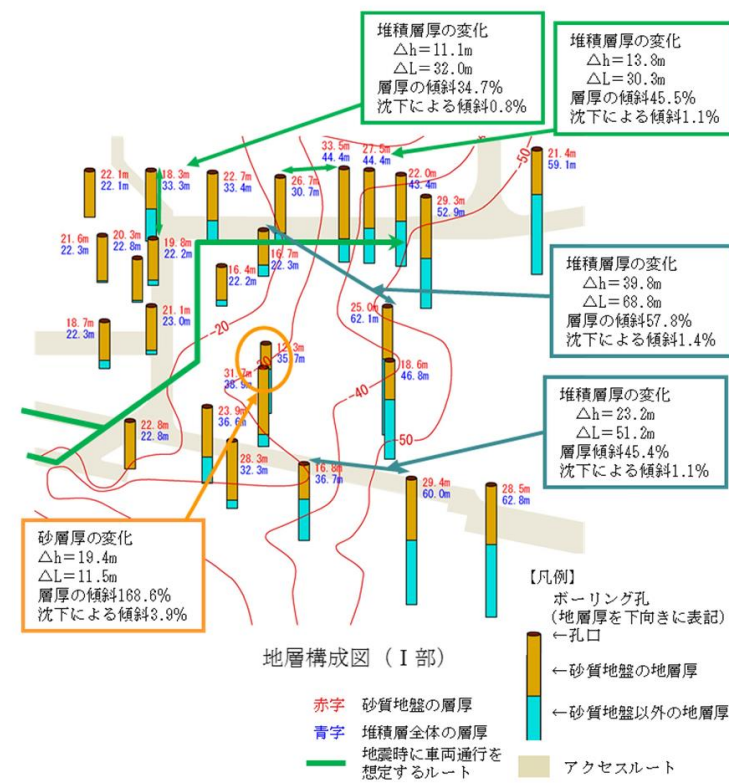 堆積層厚の変化
△h＝11.1m
△L＝32.0m
層厚の傾斜34.7%
沈下による傾斜0.8%
堆積層厚の変化
△h＝13.8m
△L＝30.3m
層厚の傾斜45.5%
沈下による傾斜1.1%
22.1m
22.1m
18.3m
33.3m
22.7m
33.4m
26.7m
30.7m
33.5m
44.4m
27.5m
44.4m
22.0m
43.4m
29.3m
52.9m
-50
21.4m
59.1m
21.6m
22.3m
20.3m
22.8m
19.8m
22.2m
16.4m
22.2m
16.7m
22.3m
堆積層厚の変化
△h＝39.8m
△L＝68.8m
層厚の傾斜57.8%
沈下による傾斜1.4%
18.7m
22.3m
21.1m
23.0m
-20
25.0m
62.1m
31.7m
38.9m
18.6m
46.8m
-40
50
堆積層厚の変化
△h＝23.2m
△L＝51.2m
層厚傾斜45.4%
沈下による傾斜1.1%
22.8m
22.8m
23.9m
36.6m
28.3m
32.3m
16.8m
36.7m
29.4m
60.0m
28.5m
62.8m
砂層厚の変化
△h＝19.4m
△L＝11.5m
層厚の傾斜168.6%
沈下による傾斜3.9%
地層構成図（Ⅰ部）
【凡例】
ボーリング孔
（地層厚を下向きに表記）
←孔口
←砂質地盤の地層厚
←砂質地盤以外の地層厚
赤字 砂質地盤の層厚
青字 堆積層全体の層厚
地震時に車両通行を
想定するルート
アクセスルート